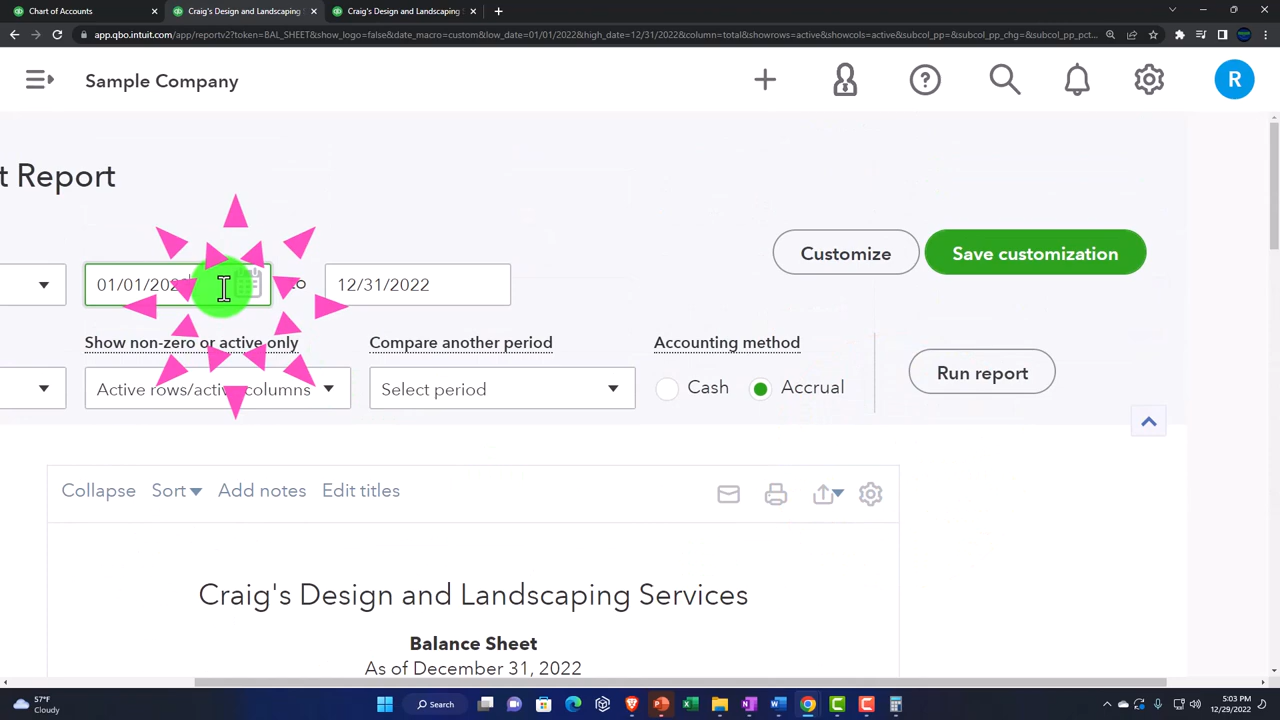 Chart of Accounts
Craig's Design and Landscaping
Craig's Design and Landscaping
app.qbo.intuit.com/app/reportv2?token=BAL_SHEET&show_logo=false&date_macro=custom&low_date=01/01/2022&high_date=12/31/2022&column=total&showrows=active&showcols=active&subcol_pp=&subcol_pp_chg=&subcol_pp_pct...
Sample Company
R
t Report
Customize
Save customization
to
12/31/2022
Show non-zero or active only
Compare another period
Accounting method
Active rows/active columns
Select period
Cash
Accrual
Run report
Collapse
Sort
Add notes
Edit titles
Craig's Design and Landscaping Services
Balance Sheet
As of December 31, 2022
57°F
Cloudy
Search
5:03 PM
12/29/2022